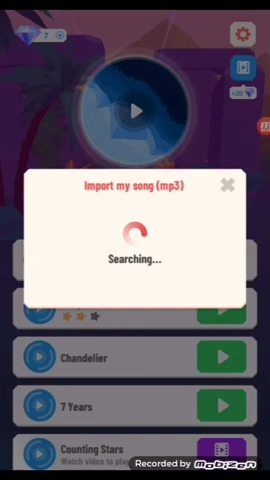 7
+20
Import my song (mp3)
Searching...
Chandelier
7 Years
Counting Stars
Watch video to play
Recorded by mobizen